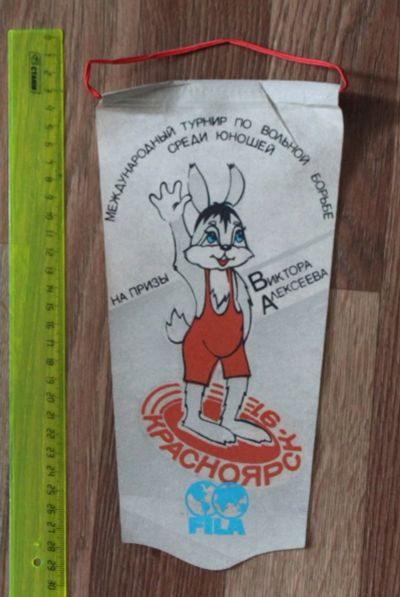 МЕЖДУНАРОДНЫЙ ТУРНИР ПО ВОЛЬНОЙ БОРЬБЕ
СРЕДИ ЮНОШЕЙ
НА ПРИЗЫ
ВИКТОРА
АЛЕКСЕЕВА
КРАСНОЯРСК-91
FILA